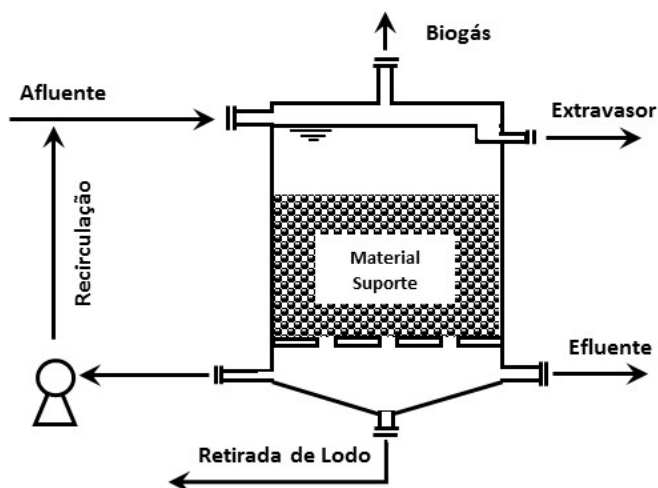 Biogás
Afluente
Extravasor
Recirculação
Material
Suporte
Efluente
Retirada de Lodo